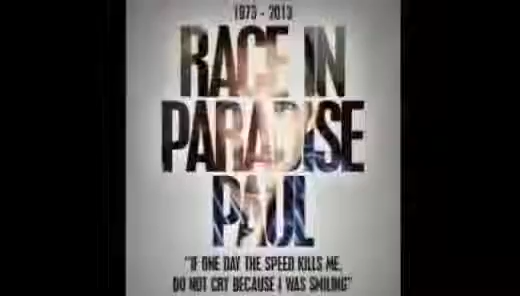 1973 - 2013
RACE IN
PARADISE
PAUL
"IF ONE DAY THE SPEED KILLS ME,
DO NOT CRY BECAUSE I WAS SMILING"